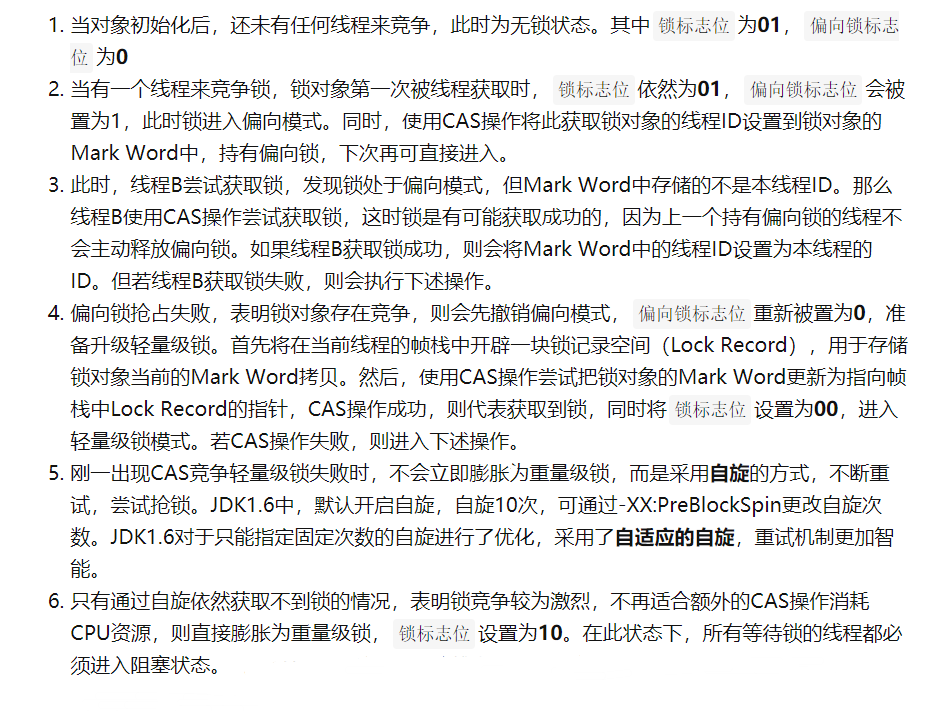 1. 当对象初始化后，还未有任何线程来竞争，此时为无锁状态。其中 锁标志位 为01， 偏向锁标志
位 为0
2. 当有一个线程来竞争锁，锁对象第一次被线程获取时， 锁标志位 依然为01， 偏向锁标志位 会被
置为1，此时锁进入偏向模式。同时，使用CAS操作将此获取锁对象的线程ID设置到锁对象的
Mark Word中，持有偏向锁，下次再可直接进入。
3. 此时，线程B尝试获取锁，发现锁处于偏向模式，但Mark Word中存储的不是本线程ID。那么
线程B使用CAS操作尝试获取锁，这时锁是有可能获取成功的，因为上一个持有偏向锁的线程不
会主动释放偏向锁。如果线程B获取锁成功，则会将Mark Word中的线程ID设置为本线程的
ID。但若线程B获取锁失败，则会执行下述操作。
4. 偏向锁抢占失败，表明锁对象存在竞争，则会先撤销偏向模式， 偏向锁标志位 重新被置为0，准
备升级轻量级锁。首先将在当前线程的帧栈中开辟一块锁记录空间（Lock Record），用于存储
锁对象当前的Mark Word拷贝。然后，使用CAS操作尝试把锁对象的Mark Word更新为指向帧
栈中Lock Record的指针，CAS操作成功，则代表获取到锁，同时将 锁标志位 设置为00，进入
轻量级锁模式。若CAS操作失败，则进入下述操作。
5. 刚一出现CAS竞争轻量级锁失败时，不会立即膨胀为重量级锁，而是采用自旋的方式，不断重
试，尝试抢锁。JDK1.6中，默认开启自旋，自旋10次，可通过-XX:PreBlockSpin更改自旋次
数。JDK1.6对于只能指定固定次数的自旋进行了优化，采用了自适应的自旋，重试机制更加智
能。
6. 只有通过自旋依然获取不到锁的情况，表明锁竞争较为激烈，不再适合额外的CAS操作消耗
CPU资源，则直接膨胀为重量级锁， 锁标志位 设置为10。在此状态下，所有等待锁的线程都必
须进入阻塞状态。